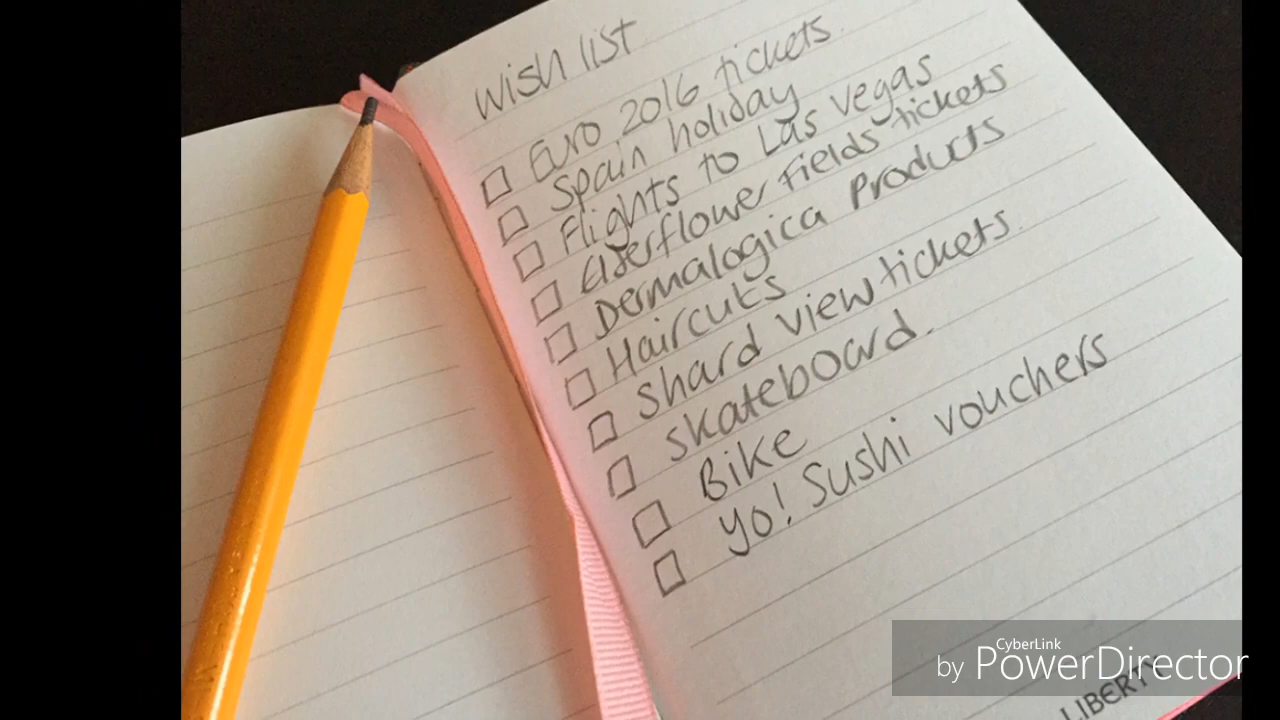 Wish list
Euro 2016 tickets
Spain holiday
Flights to Las Vegas
Elderflower Fields tickets
Dermalogica Products
Haircuts
Shard view tickets.
Skateboard.
Bike
Yo! Sushi vouchers
CyberLink
by PowerDirector
LIBERTY